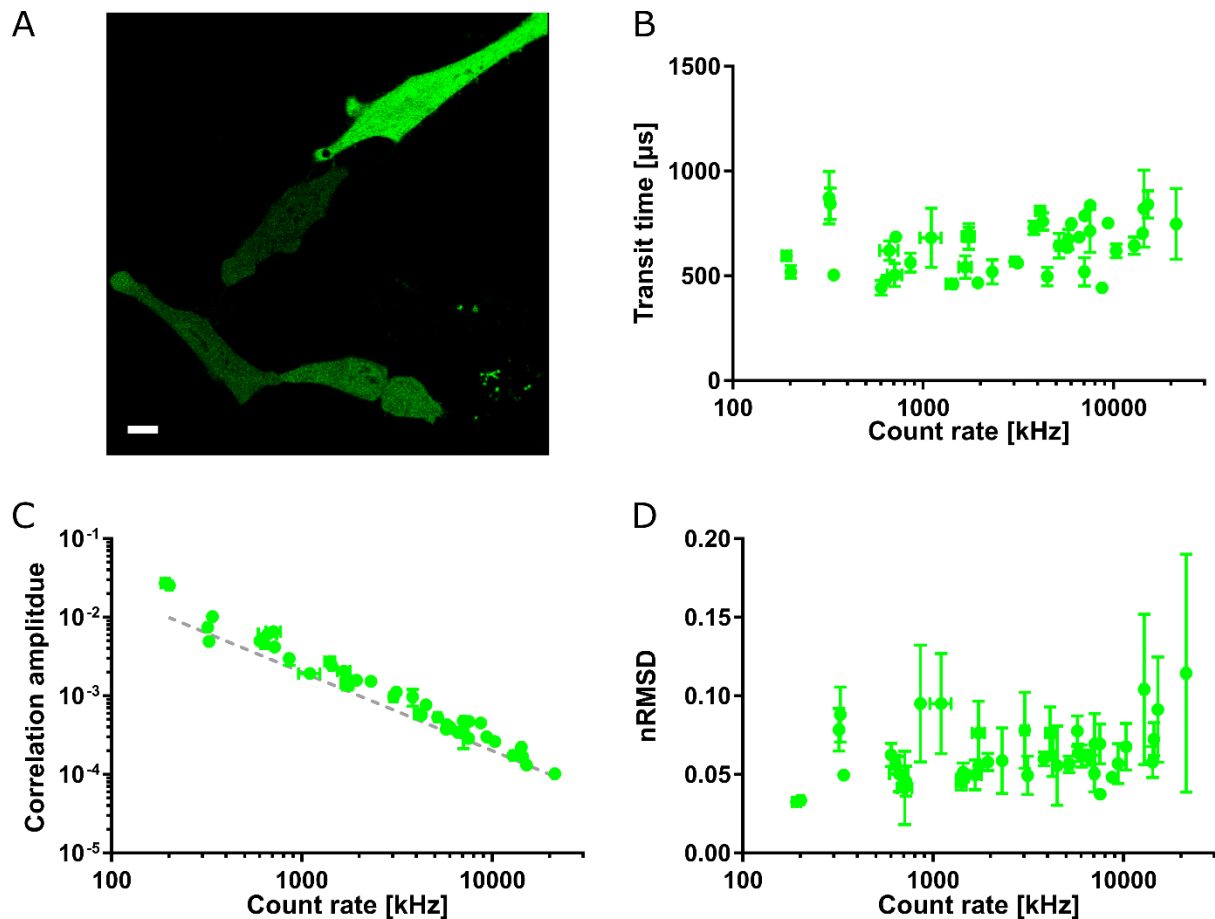 A
B
1500
1000
500
0
Transit time [µs]
100
1000
10000
Count rate [kHz]
C
10-1
10-2
10-3
10-4
10-5
Correlation amplitdue
100
1000
10000
Count rate [kHz]
D
0.20
0.15
0.10
0.05
0.00
nRMSD
100
1000
10000
Count rate [kHz]